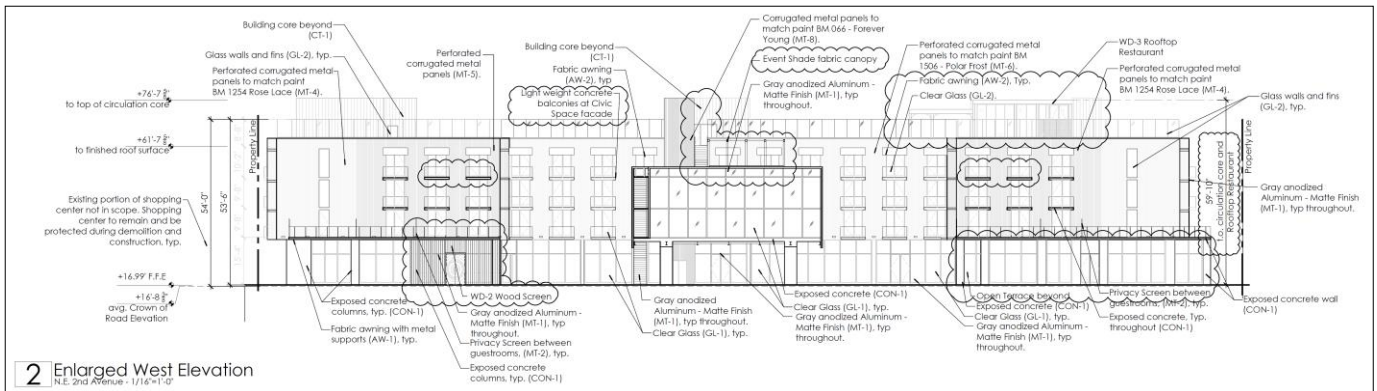 Building core beyond
(CT-1)
Glass walls and fins (GL-2), typ.
Perforated corrugated metal
panels to match paint
BM 1254 Rose Lace (MT-4).
Perforated
corrugated metal
panels (MT-5).
Building core beyond
(CT-1)
Fabric awning
(AW-2), typ
Light weight concrete
balconies at Civic
Space facade
Corrugated metal panels to
match paint BM 066 - Forever
Young (MT-8).
Event Shade fabric canopy
Gray anodized Aluminum -
Matte Finish (MT-1), typ
throughout.
Perforated corrugated metal
panels to match paint BM
1506 - Polar Frost (MT-6).
Fabric awning (AW-2), Typ.
Clear Glass (GL-2).
WD-3 Rooftop
Restaurant
Perforated corrugated metal
panels to match paint
BM 1254 Rose Lace (MT-4).
Glass walls and fins
(GL-2), typ.
to top of circulation core
to finished roof surface
Property Line
54'-0"
53'-6"
Existing portion of shopping
center not in scope. Shopping
center to remain and be
protected during demolition and
construction, typ.
+16.99' F.F.E
avg. Crown of
Road Elevation
Property Line
59'-10"
t.o. circulation core and
Rooftop Restaurant
Gray anodized
Aluminum - Matte Finish
(MT-1), typ throughout.
Exposed concrete
columns, typ. (CON-1)
Fabric awning with metal
supports (AW-1), typ.
WD-2 Wood Screen
Gray anodized Aluminum -
Matte Finish (MT-1), typ
throughout.
Privacy Screen between
guestrooms, (MT-2), typ.
Exposed concrete
columns, typ. (CON-1)
Gray anodized
Aluminum - Matte Finish
(MT-1), typ throughout.
Clear Glass (GL-1), typ.
Exposed concrete (CON-1)
Clear Glass (GL-1), typ.
Gray anodized Aluminum -
Matte Finish (MT-1), typ
throughout.
Open Terrace beyond
Exposed concrete (CON-1)
Clear Glass (GL-1), typ.
Gray anodized Aluminum -
Matte Finish (MT-1), typ
throughout.
Privacy Screen between
guestrooms, (MT-2), typ.
Exposed concrete, Typ.
throughout (CON-1)
Exposed concrete wall
(CON-1)
2 Enlarged West Elevation
N.E. 2nd Avenue - 1/16"=1'-0"